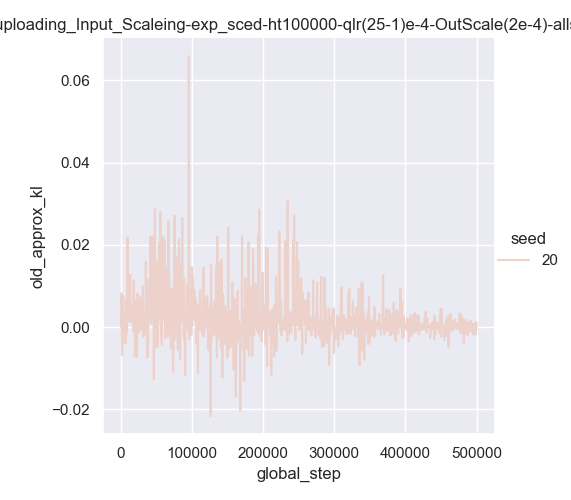 uploading_Input_Scaleing-exp_sced-ht100000-qlr(25-1)e-4-OutScale(2e-4)-alls
old_approx_kl
0.06
0.04
0.02
0.00
−0.02
0 100000 200000 300000 400000 500000
global_step
seed
20